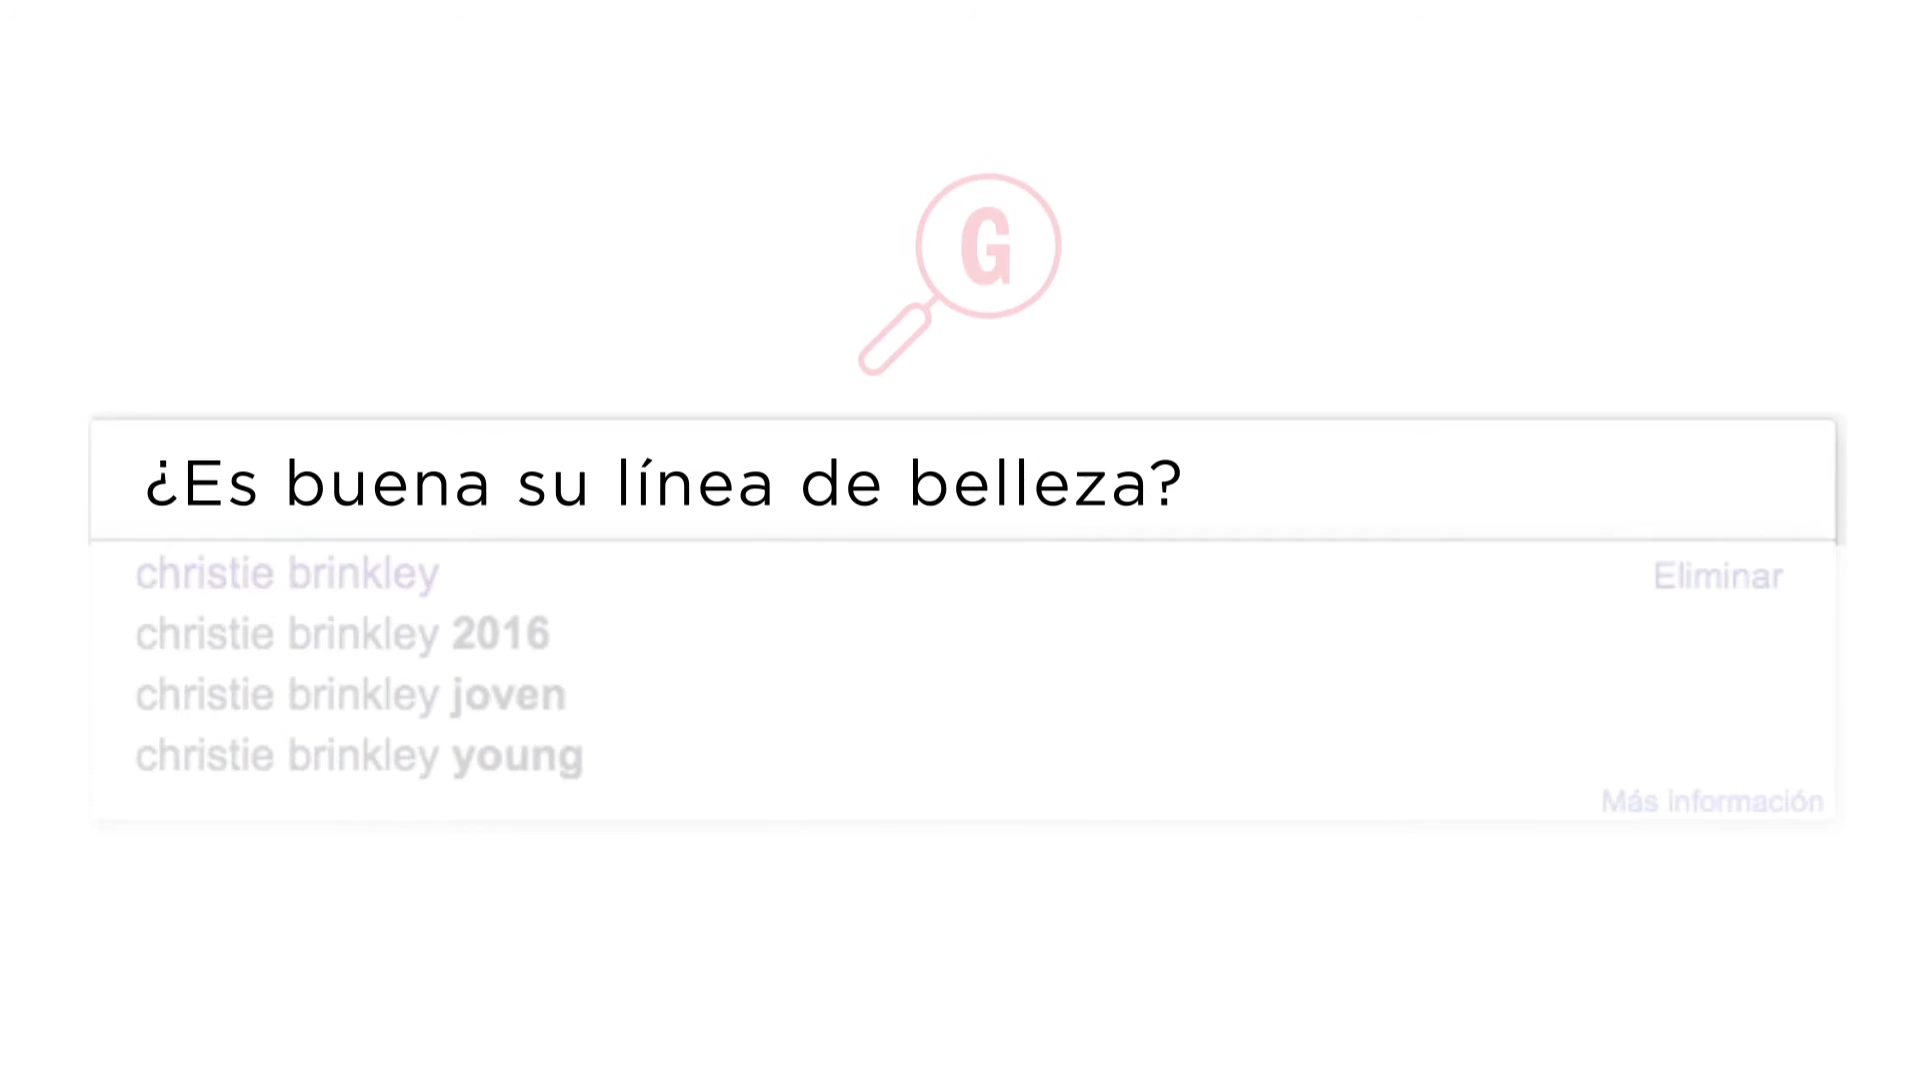 G
¿Es buena su línea de belleza?
christie brinkley
Eliminar
christie brinkley 2016
christie brinkley joven
christie brinkley young
Más información